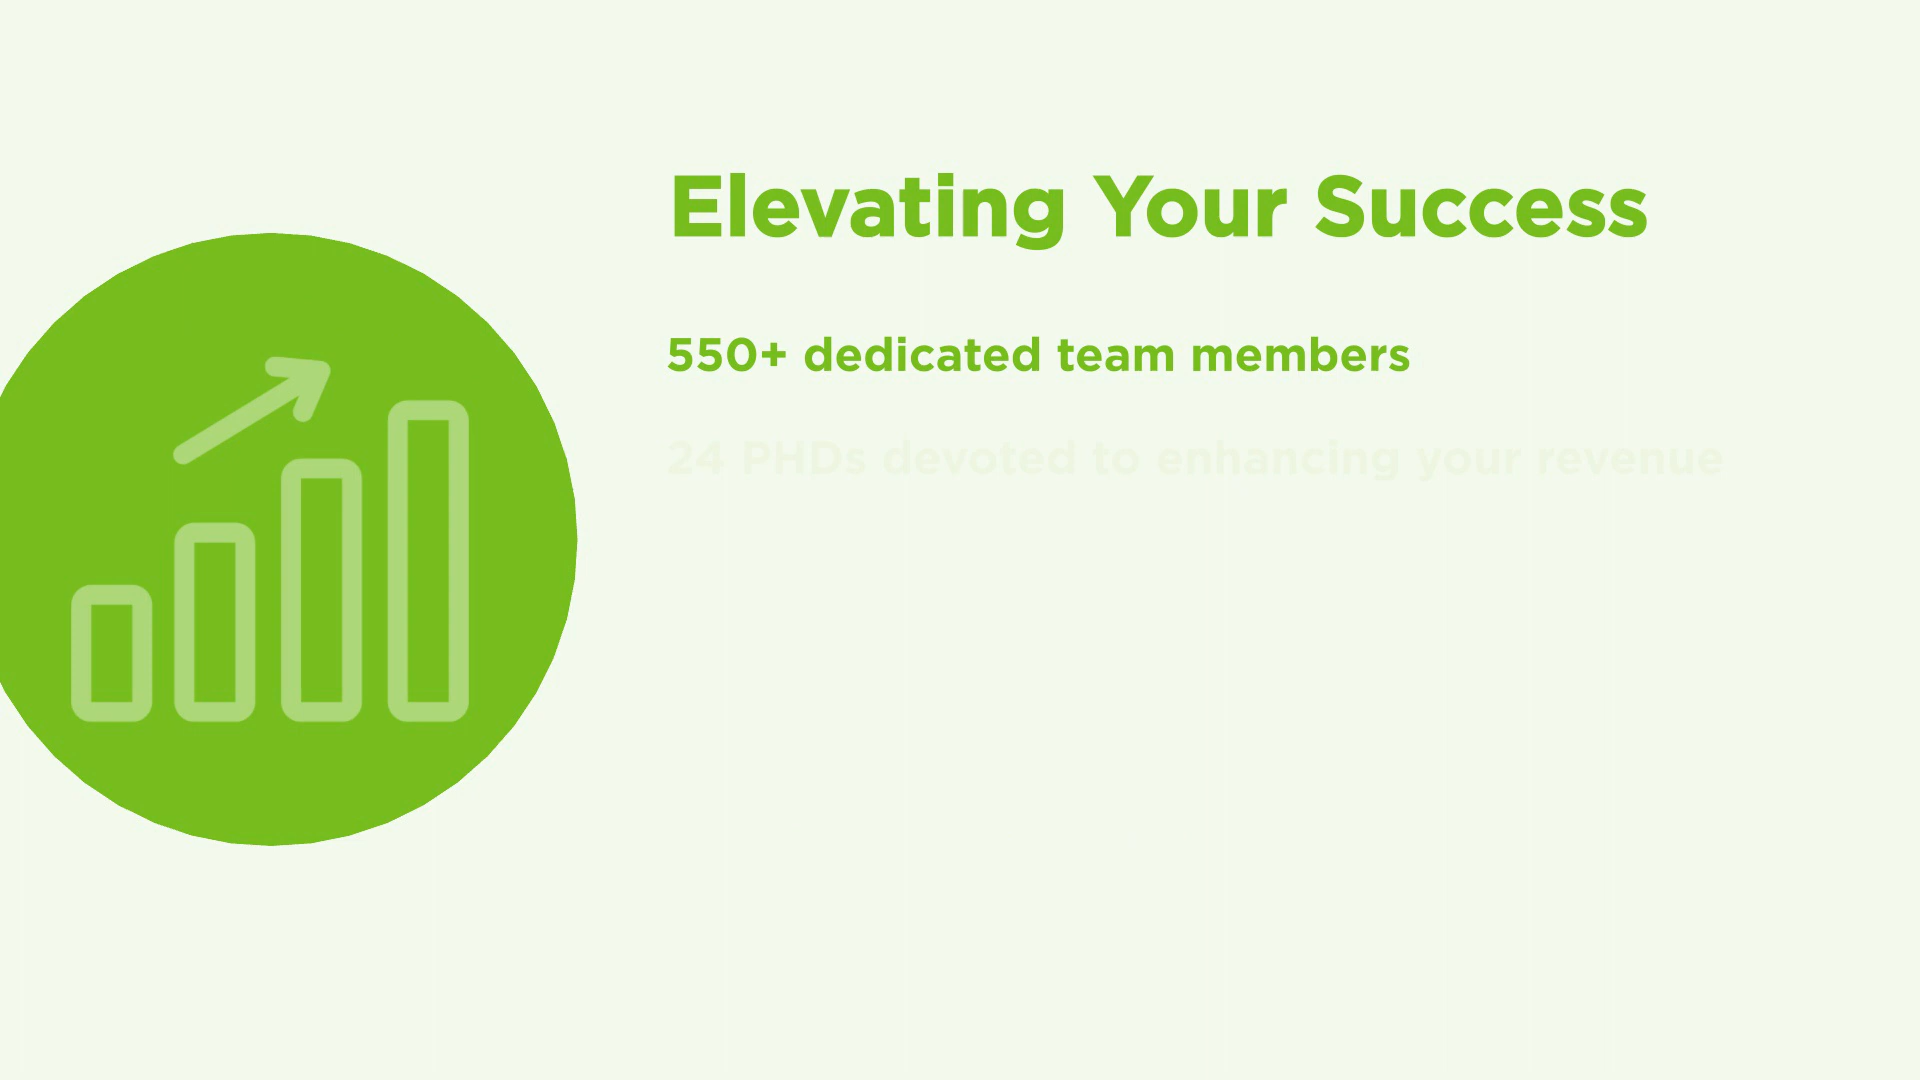 Elevating Your Success
550+ dedicated team members
24 PHDs devoted to enhancing your revenue